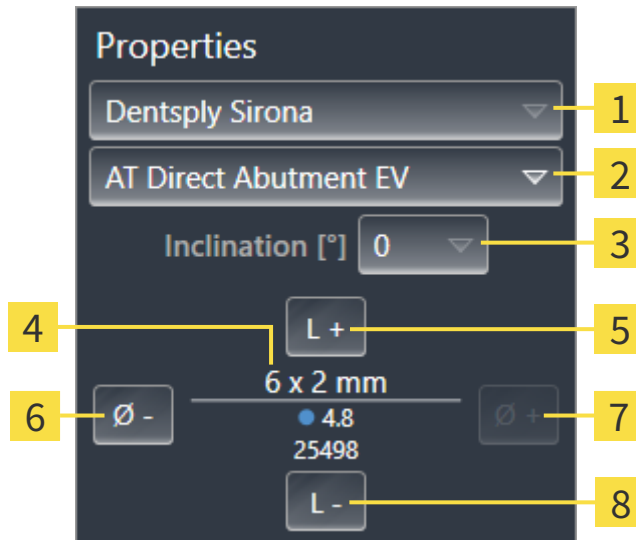 Properties
Dentsply Sirona
1
AT Direct Abutment EV
2
Inclination [°] 0
3
4
L +
5
6 x 2 mm
6
Ø -
4.8
Ø +
7
25498
L -
8